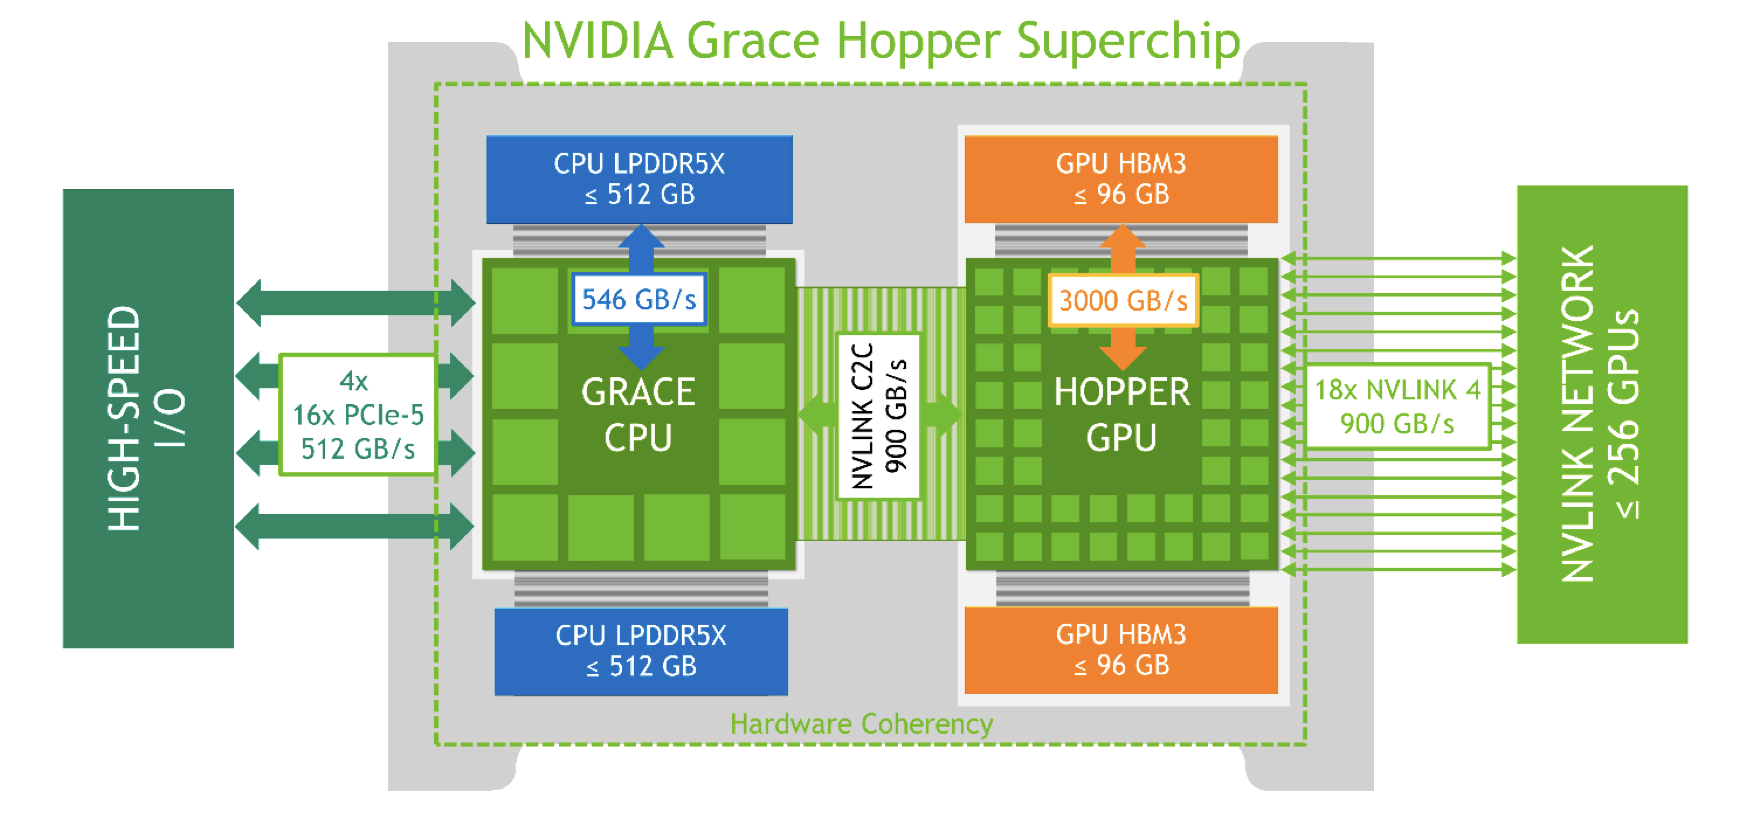 NVIDIA Grace Hopper Superchip
HIGH-SPEED
I/O
4x
16x PCIe-5
512 GB/s
CPU LPDDR5X
≤ 512 GB
546 GB/s
GRACE
CPU
CPU LPDDR5X
≤ 512 GB
NVLINK C2C
900 GB/s
GPU HBM3
≤ 96 GB
3000 GB/s
HOPPER
GPU
GPU HBM3
≤ 96 GB
18x NVLINK 4
900 GB/s
NVLINK NETWORK
≤ 256 GPUs
Hardware Coherency